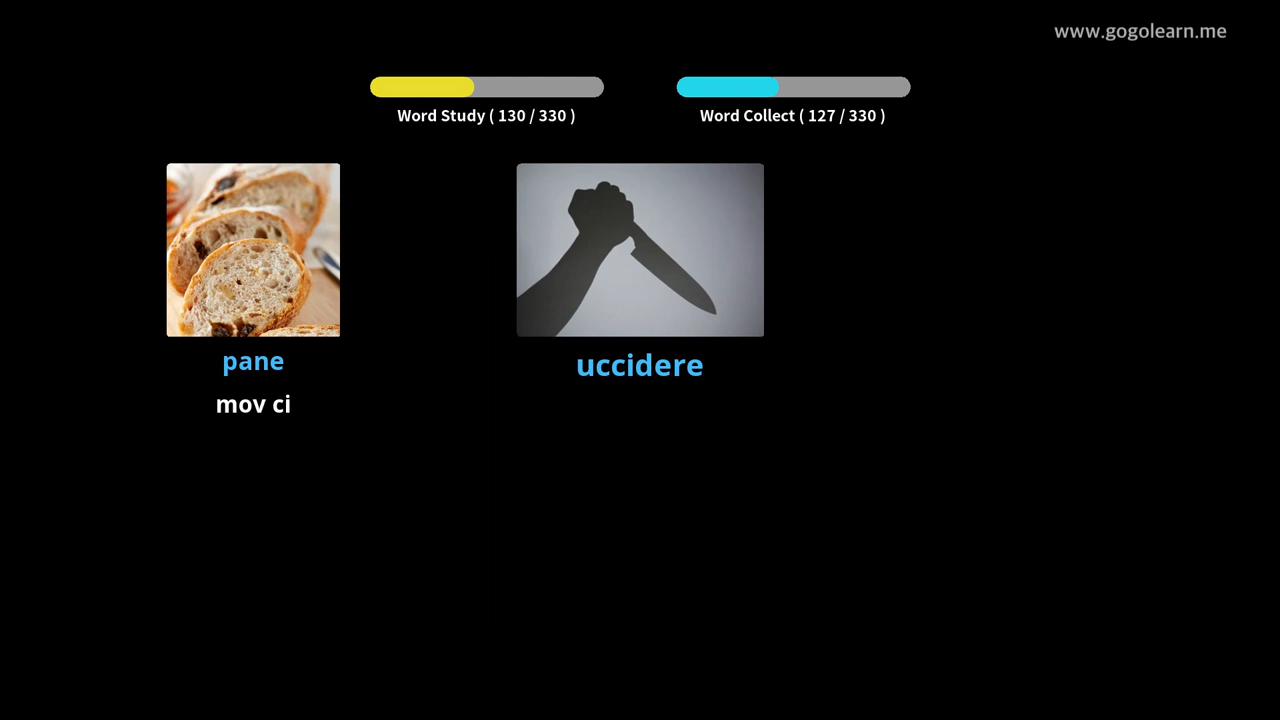 www.gogolearn.me
Word Study ( 130 / 330 )
Word Collect ( 127 / 330 )
pane
mov ci
uccidere